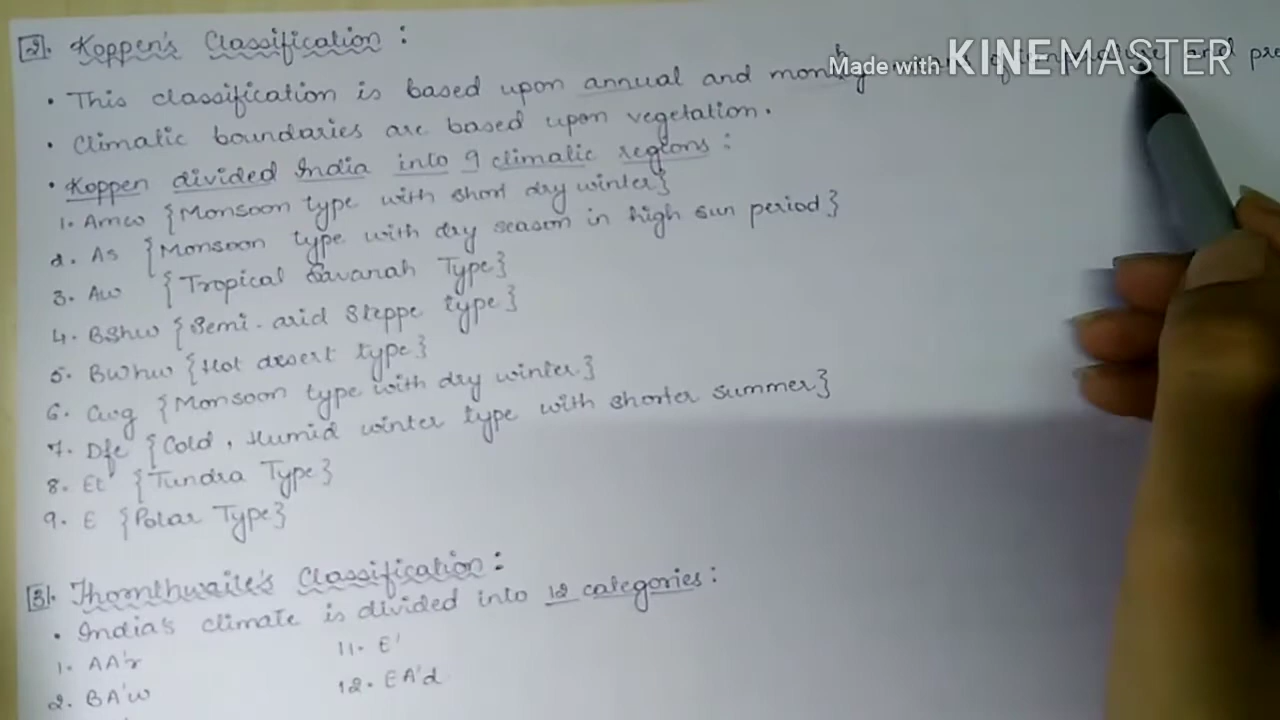 [2]. Koppen's Classification :
Made with KINEMASTER
• This classification is based upon annual and monthly and pre
• Climatic boundaries are based upon vegetation.
• Koppen divided India into 9 climatic regions :
1. Amw {Monsoon type with short dry winter}
2. As {Monsoon type with dry season in high sun period}
3. Aw {Tropical Savanah Type}
4. BShw {Semi-arid Steppe type}
5. BWhw {Hot desert type}
6. Cwg {Monsoon type with dry winter}
7. Dfc {Cold, Humid winter type with shorter summer}
8. Et {Tundra Type}
9. E {Polar Type}
[3]. Thornthwaite's Classification :
• India's climate is divided into 12 categories :
1. AA'r 11. E'
2. BA'w 12. EA'd